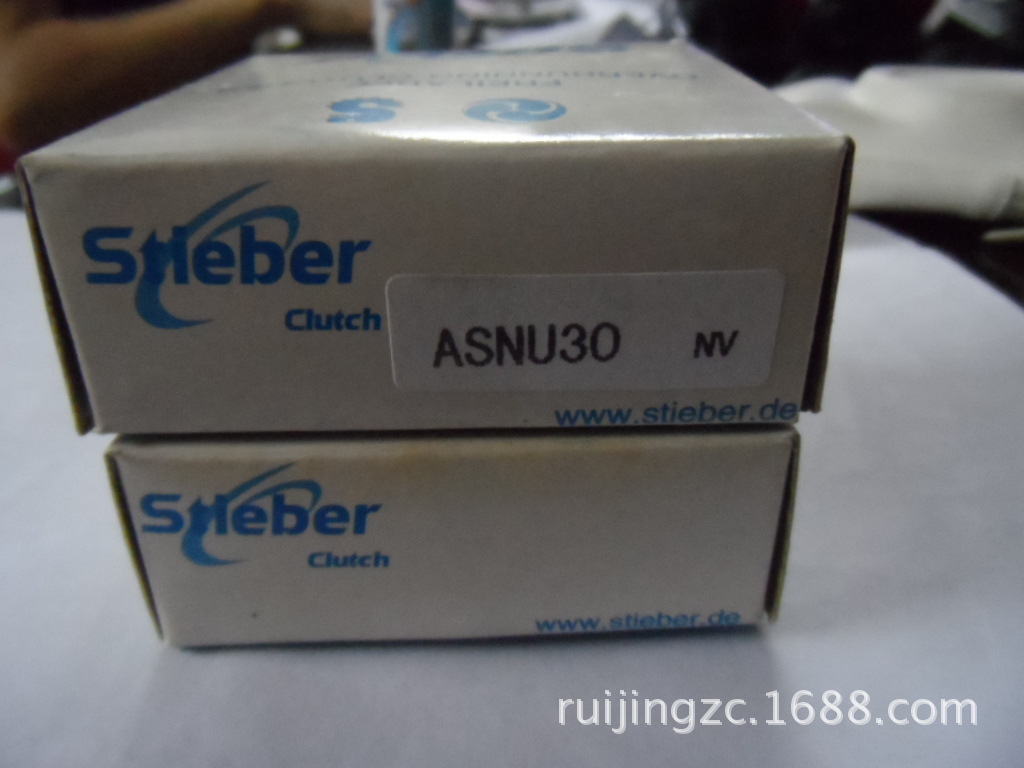 Stieber
Clutch
ASNU30 NV
www.stieber.de
Stieber
Clutch
www.stieber.de
ruijingzc.1688.com